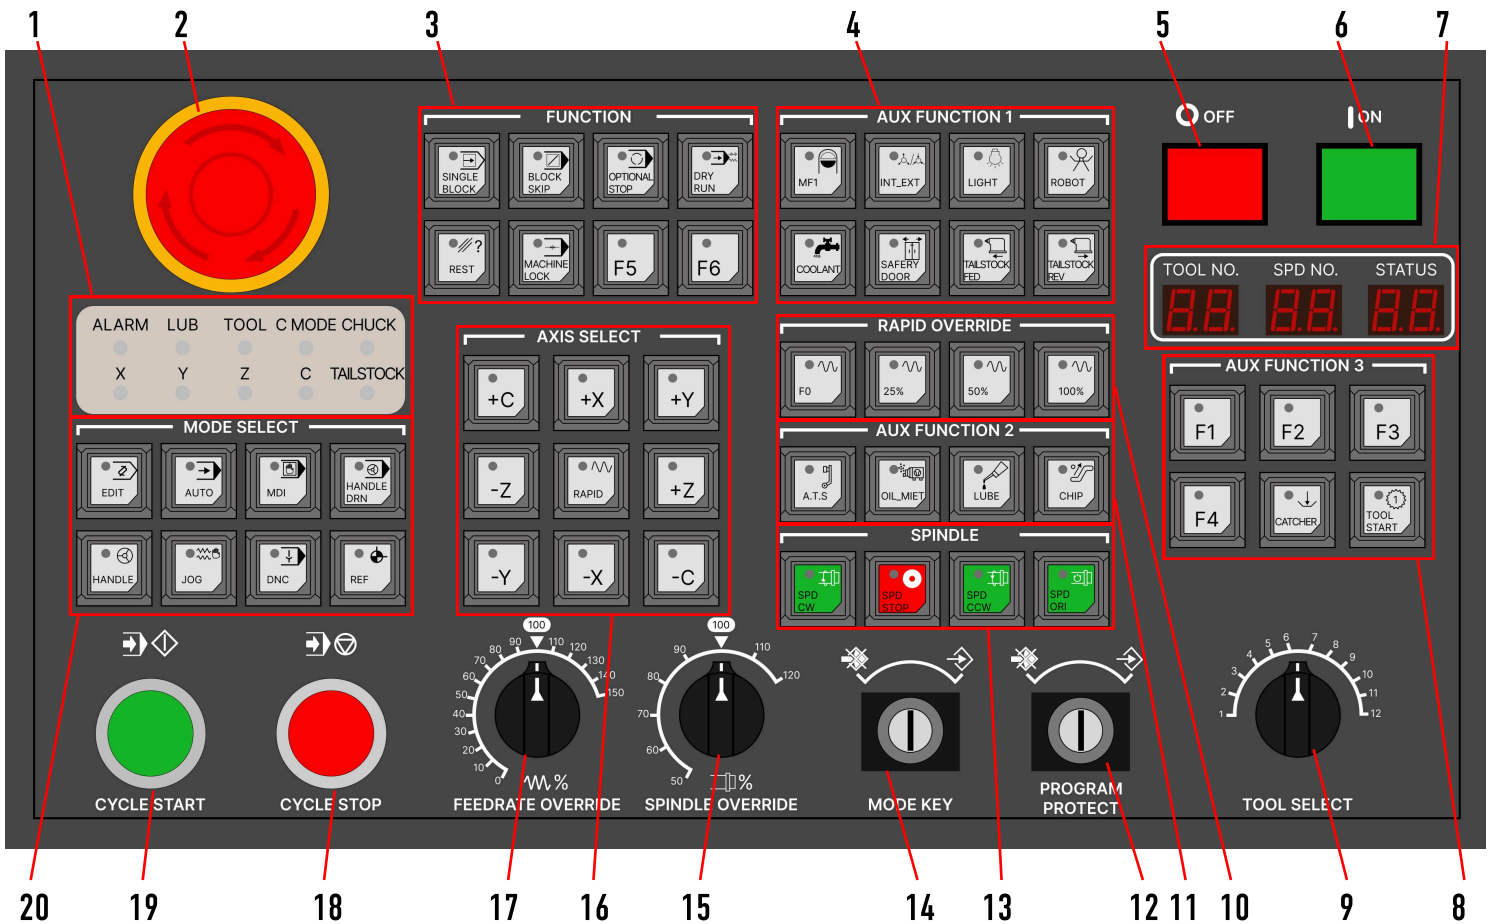 1 2 3 4 5 6 7
OFF ON
FUNCTION
SINGLE BLOCK
BLOCK SKIP
OPTIONAL STOP
DRY RUN
? REST
MACHINE LOCK
F5
F6
AUX FUNCTION 1
MF1
INT_EXT
LIGHT
ROBOT
COOLANT
SAFERY DOOR
TAILSTOCK FED
TAILSTOCK REV
TOOL NO. SPD NO. STATUS
8.8. 8.8. 8.8.
ALARM LUB TOOL C MODE CHUCK
X Y Z C TAILSTOCK
MODE SELECT
EDIT
AUTO
MDI
HANDLE DRN
HANDLE
JOG
DNC
REF
AXIS SELECT
+C +X +Y
-Z RAPID +Z
-Y -X -C
RAPID OVERRIDE
F0 25% 50% 100%
AUX FUNCTION 2
A.T.S
OIL_MIET
LUBE
CHIP
SPINDLE
SPD CW
SPD STOP
SPD CCW
SPD ORI
AUX FUNCTION 3
F1 F2 F3
F4
CATCHER
1 TOOL START
CYCLE START
CYCLE STOP
0 10 20 30 40 50 60 70 80 90 100 110 120 130 140 150
%
FEEDRATE OVERRIDE
50 60 70 80 90 100 110 120
%
SPINDLE OVERRIDE
MODE KEY
PROGRAM
PROTECT
1 2 3 4 5 6 7 8 9 10 11 12
TOOL SELECT
20 19 18 17 16 15 14 13 12 11 10 9 8